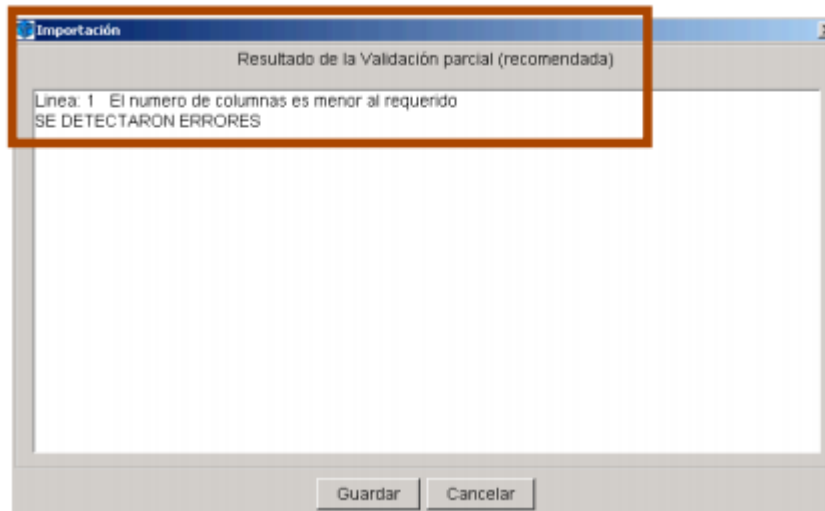 Importación
Resultado de la Validación parcial (recomendada)
Linea: 1 El numero de columnas es menor al requerido
SE DETECTARON ERRORES
Guardar Cancelar